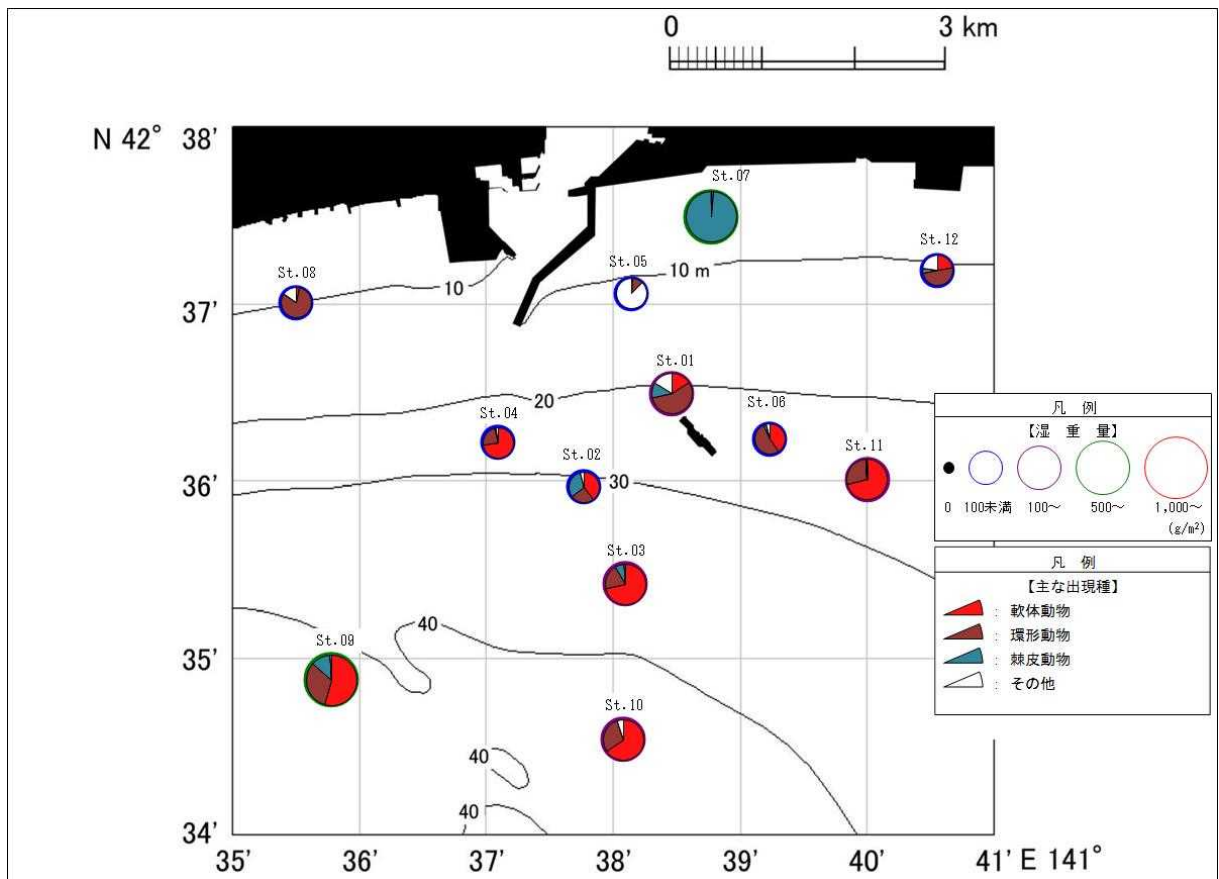 0 3 km
N 42° 38'
St.07
St.12
St.05
10 m
St.08
10
37'
St.01
20
St.04
St.06
St.02
St.11
36'
30
St.03
40
St.09
35'
St.10
40
40
34'
35' 36' 37' 38' 39' 40' 41' E 141°
凡 例
【湿 重 量】
0 100未満 100～ 500～ 1,000～
(g/m²)
凡 例
【主な出現種】
： 軟体動物
： 環形動物
： 棘皮動物
： その他